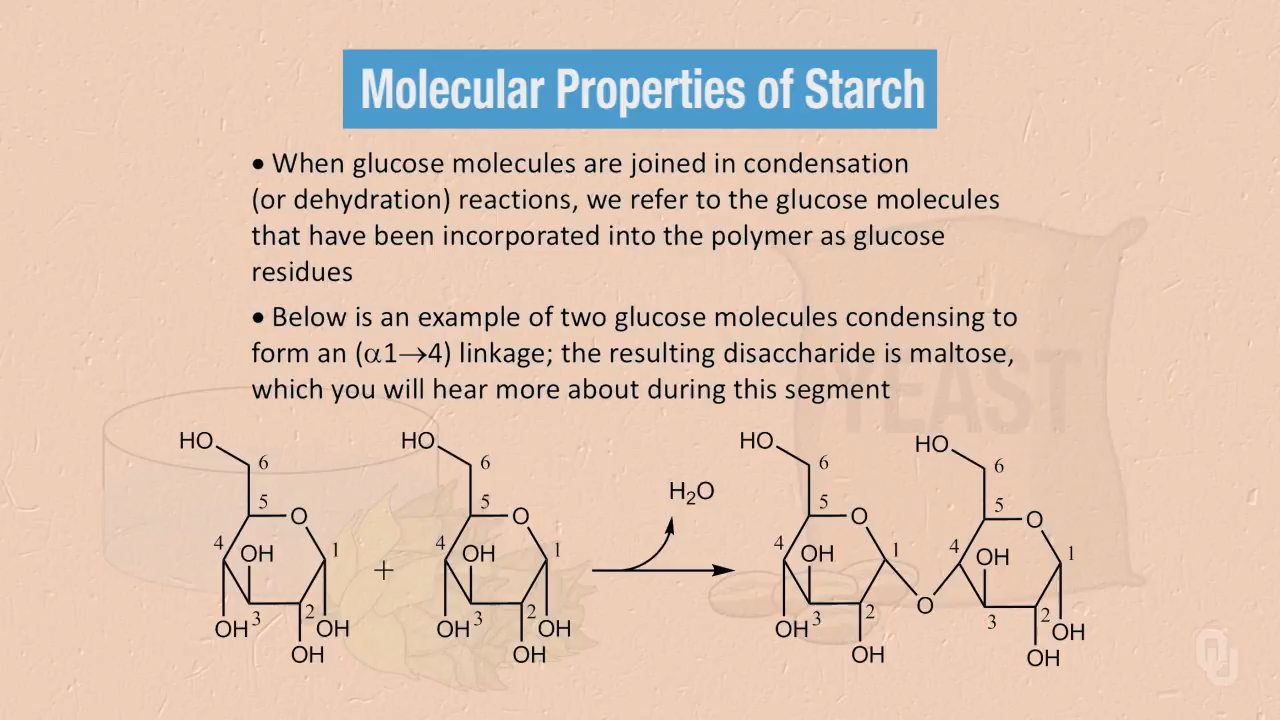 Molecular Properties of Starch
• When glucose molecules are joined in condensation
(or dehydration) reactions, we refer to the glucose molecules
that have been incorporated into the polymer as glucose
residues
• Below is an example of two glucose molecules condensing to
form an (α1→4) linkage; the resulting disaccharide is maltose,
which you will hear more about during this segment
YEAST
HO HO HO HO
6 6 6 6
H₂O
5 O 5 O 5 O 5 O
4 OH 1 4 OH 1 4 OH 1 4 OH 1
+
O
3 2 3 2 3 2 3 2
OH OH OH OH OH OH
OH OH OH OH
OU